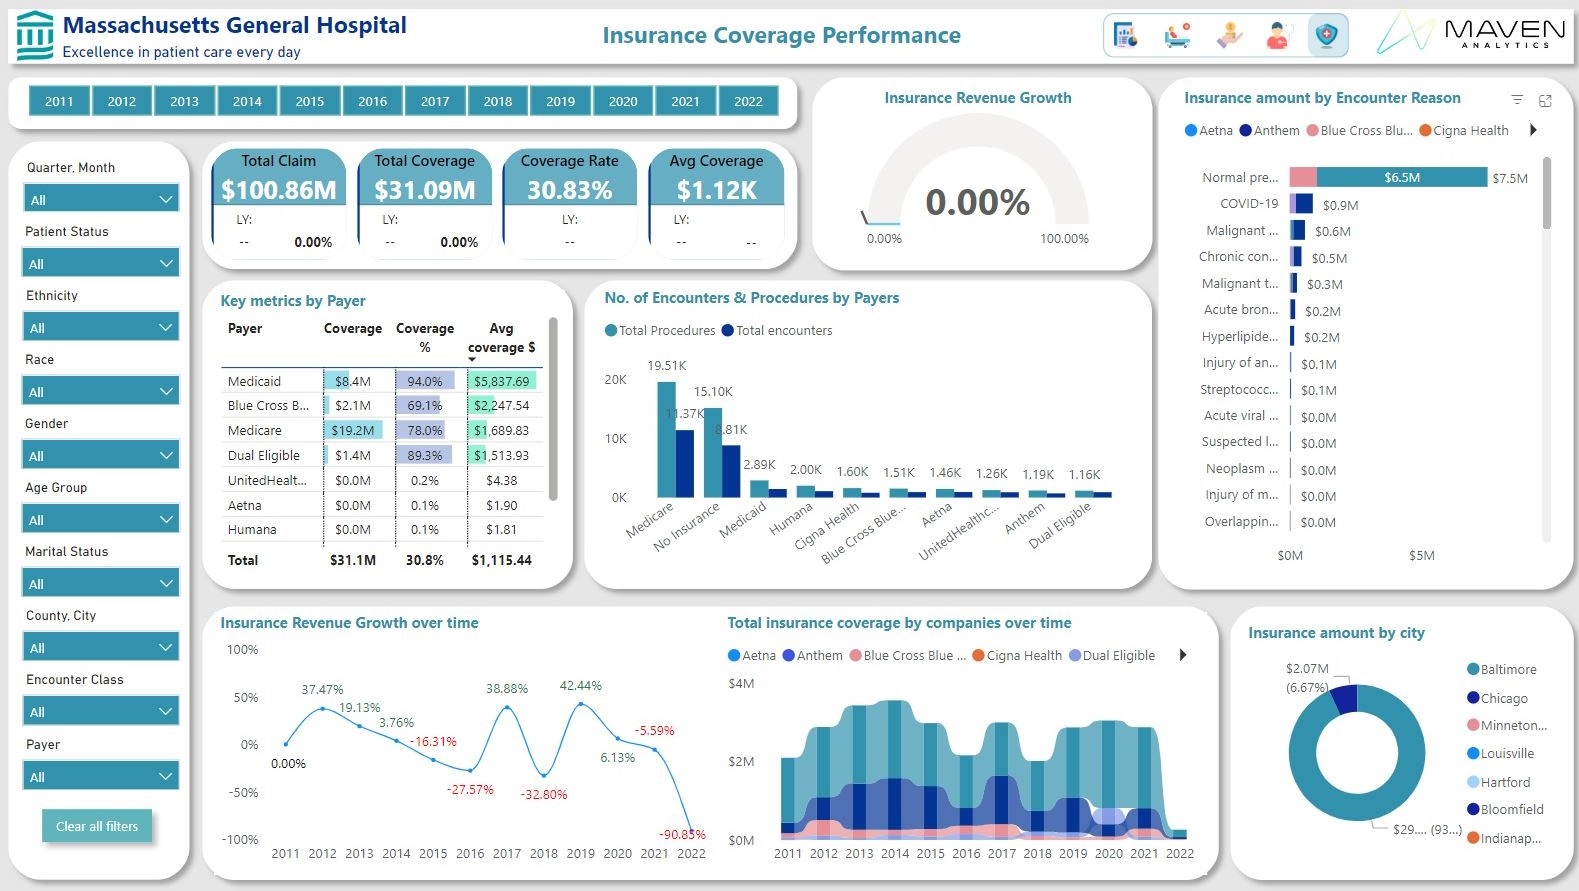 Massachusetts General Hospital
Excellence in patient care every day
Insurance Coverage Performance
MAVEN
ANALYTICS
2011 2012 2013 2014 2015 2016 2017 2018 2019 2020 2021 2022
Quarter, Month
All
Patient Status
All
Ethnicity
All
Race
All
Gender
All
Age Group
All
Marital Status
All
County, City
All
Encounter Class
All
Payer
All
Clear all filters
Total Claim
$100.86M
LY:
-- 0.00%
Total Coverage
$31.09M
LY:
-- 0.00%
Coverage Rate
30.83%
LY:
--
Avg Coverage
$1.12K
LY:
-- --
Insurance Revenue Growth
0.00%
0.00% 100.00%
Insurance amount by Encounter Reason
Aetna Anthem Blue Cross Blu... Cigna Health
Normal pre... $6.5M $7.5M
COVID-19 $0.9M
Malignant ... $0.6M
Chronic con... $0.5M
Malignant t... $0.3M
Acute bron... $0.2M
Hyperlipide... $0.2M
Injury of an... $0.1M
Streptococc... $0.1M
Acute viral ... $0.0M
Suspected l... $0.0M
Neoplasm ... $0.0M
Injury of m... $0.0M
Overlappin... $0.0M
$0M $5M
Key metrics by Payer
Payer Coverage Coverage % Avg coverage $
Medicaid $8.4M 94.0% $5,837.69
Blue Cross B... $2.1M 69.1% $2,247.54
Medicare $19.2M 78.0% $1,689.83
Dual Eligible $1.4M 89.3% $1,513.93
UnitedHealt... $0.0M 0.2% $4.38
Aetna $0.0M 0.1% $1.90
Humana $0.0M 0.1% $1.81
Total $31.1M 30.8% $1,115.44
No. of Encounters & Procedures by Payers
Total Procedures Total encounters
20K
10K
0K
19.51K
11.37K
15.10K
8.81K
2.89K
2.00K
1.60K
1.51K
1.46K
1.26K
1.19K
1.16K
Medicare
No Insurance
Medicaid
Humana
Cigna Health
Blue Cross Blue...
Aetna
UnitedHealthc...
Anthem
Dual Eligible
Insurance Revenue Growth over time
100%
50%
0%
-50%
-100%
0.00%
37.47%
19.13%
3.76%
-16.31%
-27.57%
38.88%
-32.80%
42.44%
6.13%
-5.59%
-90.85%
2011 2012 2013 2014 2015 2016 2017 2018 2019 2020 2021 2022
Total insurance coverage by companies over time
Aetna Anthem Blue Cross Blue ... Cigna Health Dual Eligible
$4M
$2M
$0M
2011 2012 2013 2014 2015 2016 2017 2018 2019 2020 2021 2022
Insurance amount by city
$2.07M
(6.67%)
$29.... (93...)
Baltimore
Chicago
Minneton...
Louisville
Hartford
Bloomfield
Indianap...